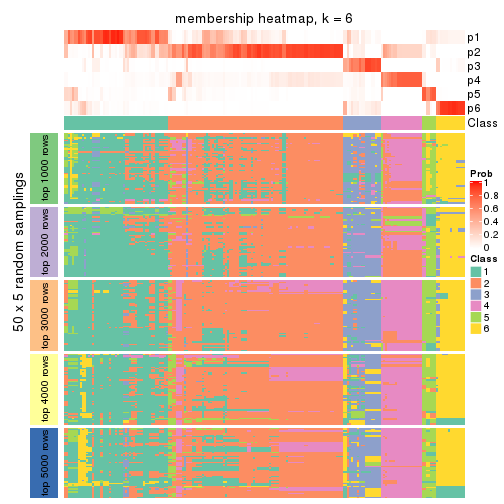 membership heatmap, k = 6
p1
p2
p3
p4
p5
p6
Class
50 x 5 random samplings
top 1000 rows
top 2000 rows
top 3000 rows
top 4000 rows
top 5000 rows
Prob
1
0.8
0.6
0.4
0.2
0
Class
1
2
3
4
5
6